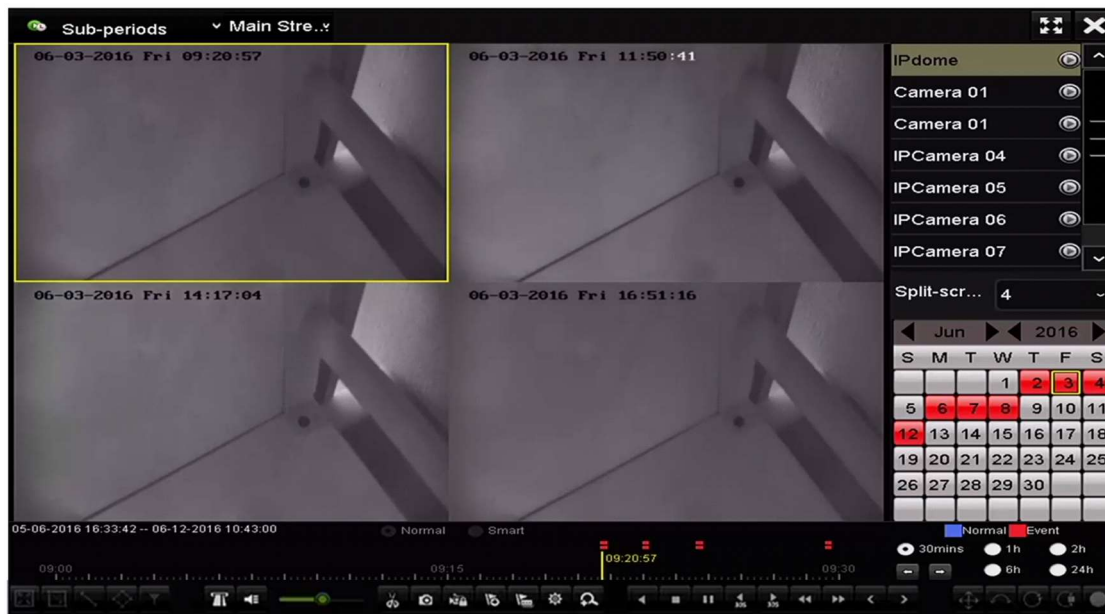 Sub-periods Main Stre...
06-03-2016 Fri 09:20:57
06-03-2016 Fri 11:50:41
06-03-2016 Fri 14:17:04
06-03-2016 Fri 16:51:16
IPdome
Camera 01
Camera 01
IPCamera 04
IPCamera 05
IPCamera 06
IPCamera 07
Split-scr... 4
Jun 2016
S M T W T F S
1 2 3 4
5 6 7 8 9 10 11
12 13 14 15 16 17 18
19 20 21 22 23 24 25
26 27 28 29 30
05-06-2016 16:33:42 -- 06-12-2016 10:43:00
Normal Smart
Normal Event
09:00 09:15 09:20:57 09:30
30mins 1h 2h
6h 24h
30S 30S